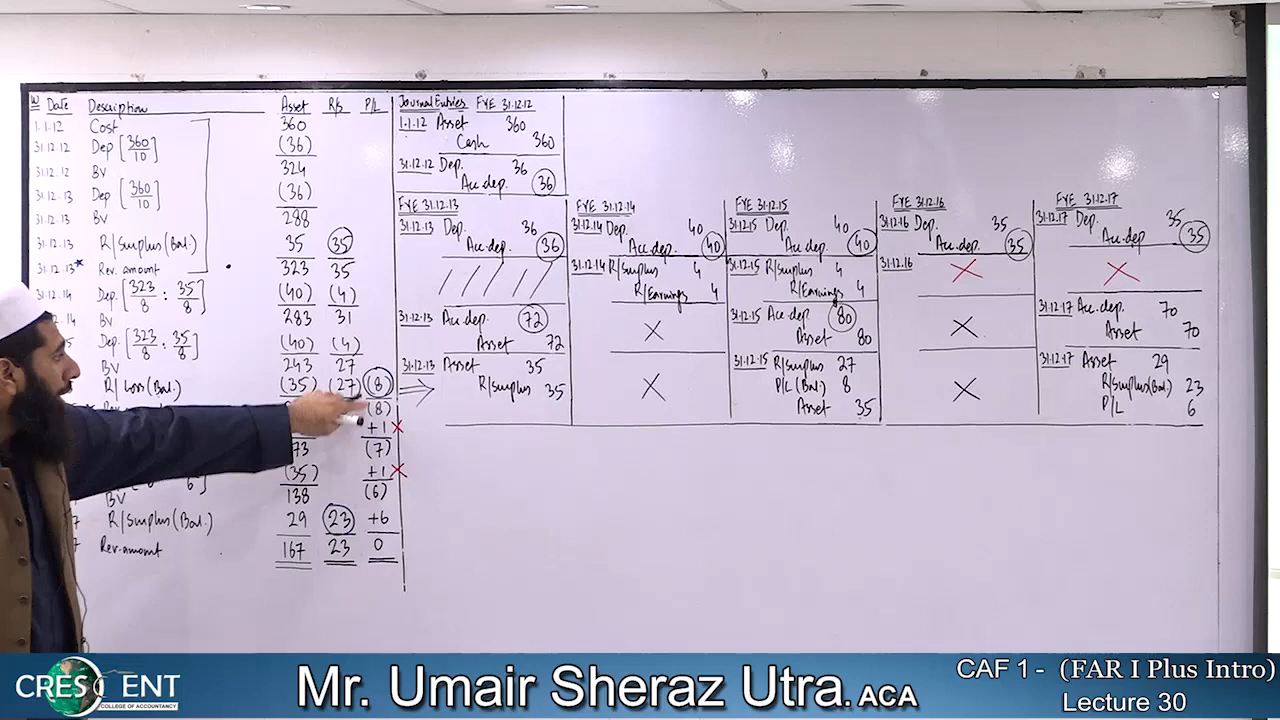 W Date Description Asset R/S P/L
1.1.12 Cost 360
31.12.12 Dep [360/10] (36)
31.12.12 BV 324
31.12.13 Dep [360/10] (36)
31.12.13 BV 288
31.12.13 R/Surplus (Bal.) 35 35
31.12.13* Rev. amount 323 35
31.12.14 Dep. [323/8 : 35/8] (40) (4)
.14 BV 283 31
Dep. [323/8 : 35/8] (40) (4)
BV 243 27
R/Loss (Bal.) (35) (27) (8)
(8)
+1 ×
73 (7)
(35) +1 ×
BV 138 (6)
7 R/Surplus (Bal.) 29 23 +6
7 Rev. amount 167 23 0
Journal Entries FYE 31.12.12
1.1.12 Asset 360
Cash 360
31.12.12 Dep. 36
Acc. dep. 36
FYE 31.12.13
31.12.13 Dep. 36
Acc. dep. 36
31.12.13 Acc. dep. 72
Asset 72
31.12.13 Asset 35
R/Surplus 35
FYE 31.12.14
31.12.14 Dep. 40
Acc. dep. 40
31.12.14 R/Surplus 4
R/Earnings 4
×
×
FYE 31.12.15
31.12.15 Dep. 40
Acc. dep. 40
31.12.15 R/Surplus 4
R/Earnings 4
31.12.15 Acc. dep. 80
Asset 80
31.12.15 R/Surplus 27
P/L (Bal.) 8
Asset 35
FYE 31.12.16
31.12.16 Dep. 35
Acc. dep. 35
31.12.16 ×
×
×
FYE 31.12.17
31.12.17 Dep. 35
Acc. dep 35
×
31.12.17 Acc. dep. 70
Asset 70
31.12.17 Asset 29
R/Surplus (Bal.) 23
P/L 6
CRESCENT
COLLEGE OF ACCOUNTANCY
Mr. Umair Sheraz Utra. ACA
CAF 1 - (FAR I Plus Intro)
Lecture 30